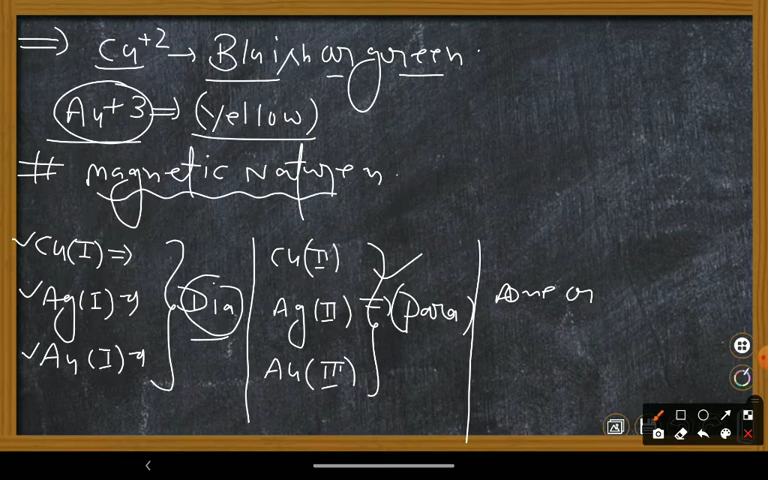 => Cu+2 → Bluish or green.
Au+3 => (Yellow)
# Magnetic Nature
✓Cu(I) => 
✓Ag(I) → 
✓Au(I) → 
Dia
Cu(II)
Ag(II) => (Para)
Au(III)